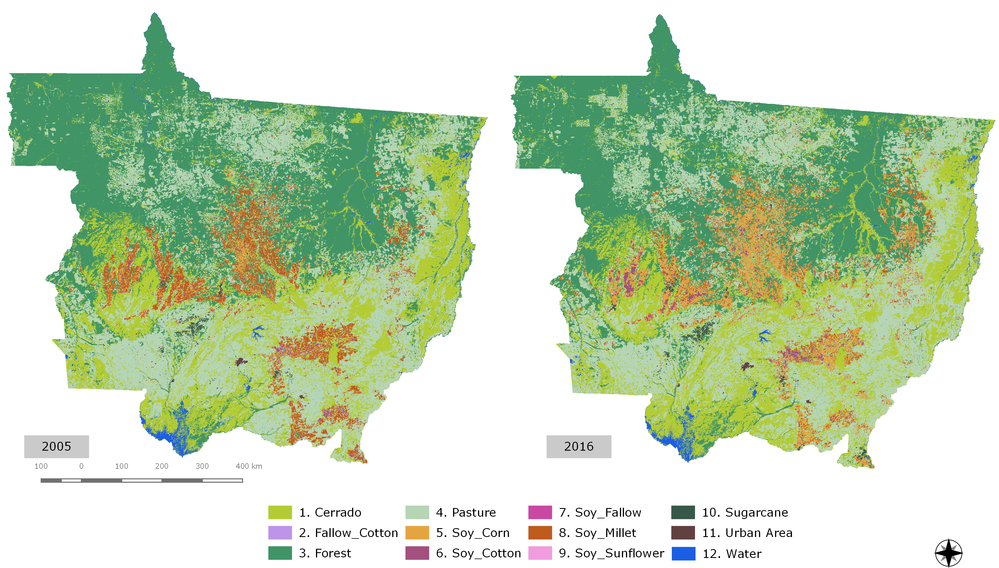 2005
2016
100 0 100 200 300 400 km
1. Cerrado 4. Pasture 7. Soy_Fallow 10. Sugarcane
2. Fallow_Cotton 5. Soy_Corn 8. Soy_Millet 11. Urban Area
3. Forest 6. Soy_Cotton 9. Soy_Sunflower 12. Water